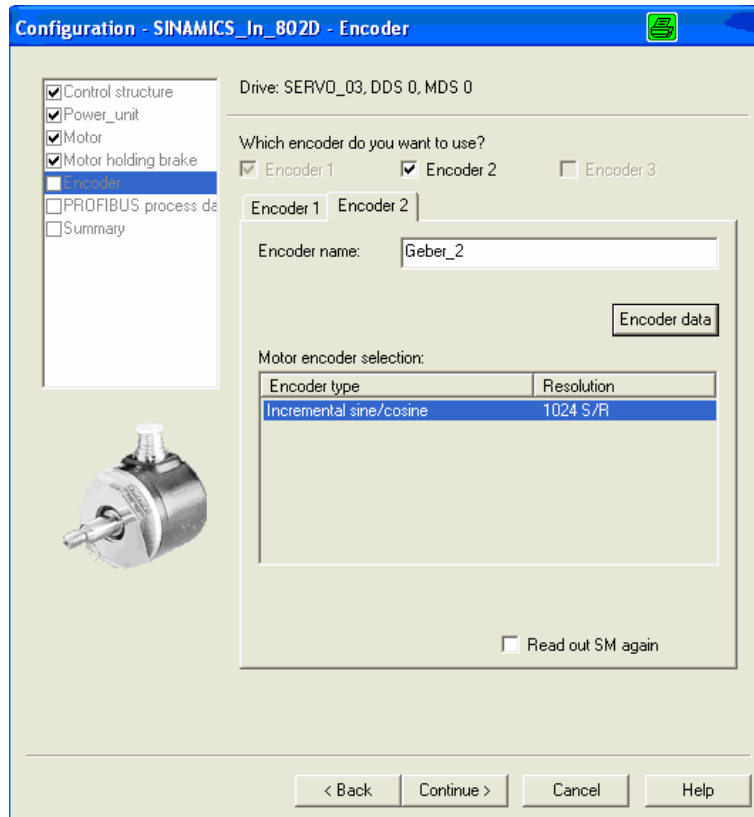 Configuration - SINAMICS_In_802D - Encoder
Control structure
Power_unit
Motor
Motor holding brake
Encoder
PROFIBUS process da
Summary
Drive: SERVO_03, DDS 0, MDS 0
Which encoder do you want to use?
Encoder 1 Encoder 2 Encoder 3
Encoder 1 Encoder 2
Encoder name: Geber_2
Encoder data
Motor encoder selection:
Encoder type Resolution
Incremental sine/cosine 1024 S/R
Read out SM again
< Back Continue > Cancel Help